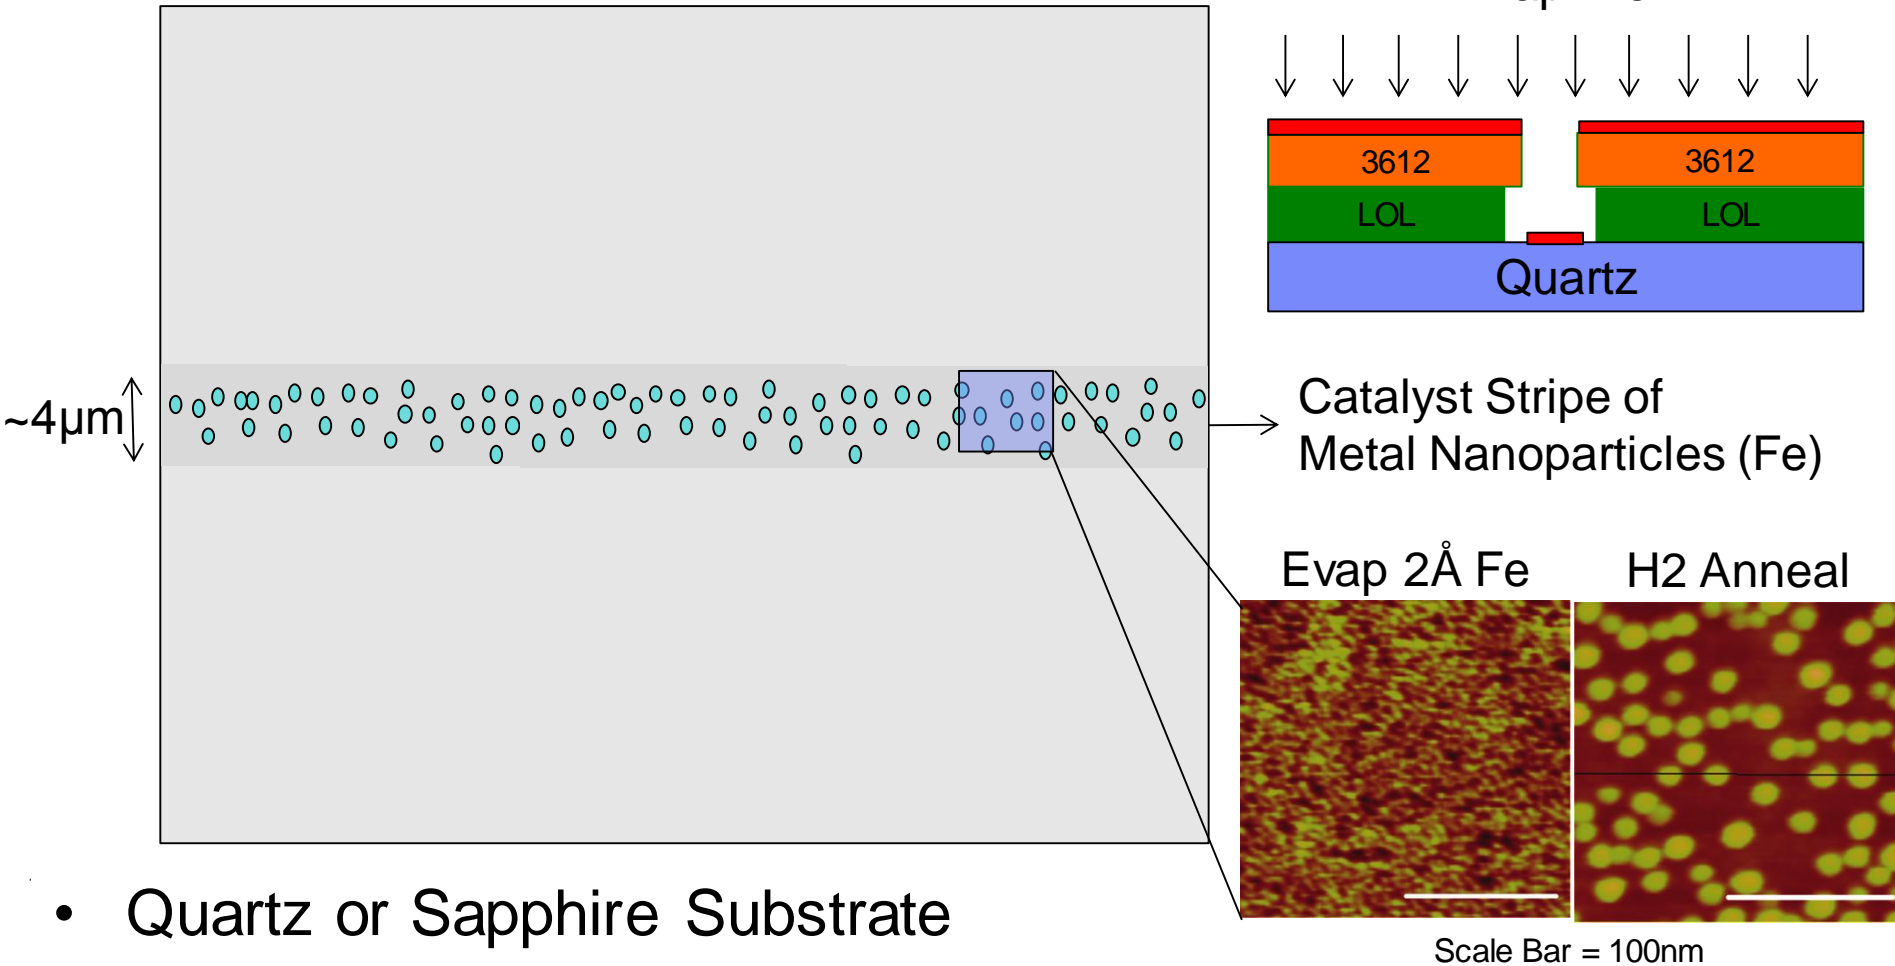 3612
3612
LOL
LOL
Quartz
~4μm
Catalyst Stripe of
Metal Nanoparticles (Fe)
Evap 2Å Fe
H2 Anneal
• Quartz or Sapphire Substrate
Scale Bar = 100nm